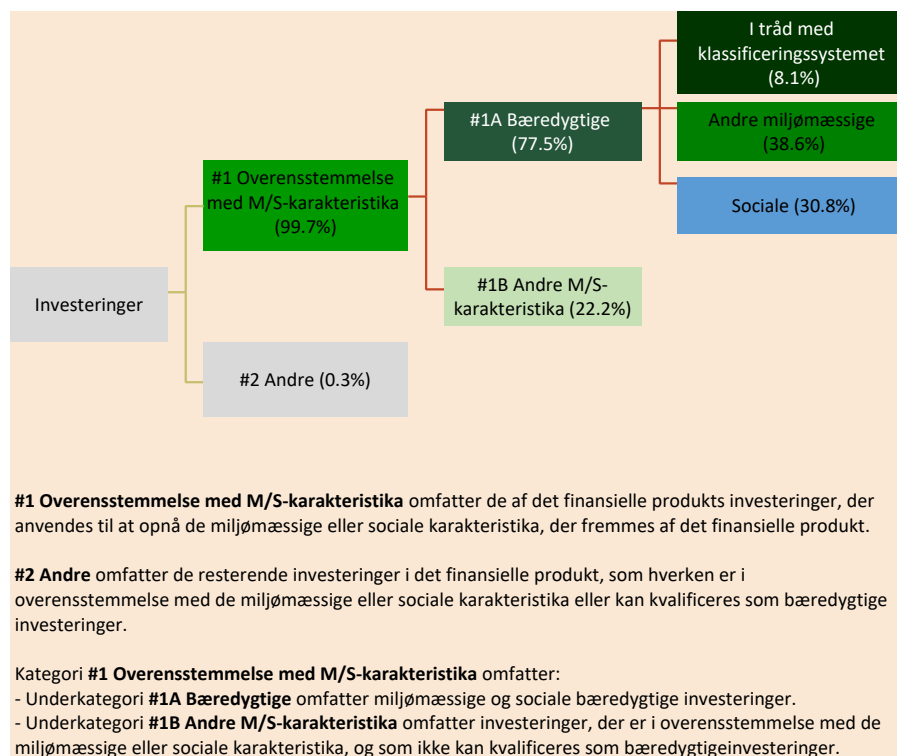 I tråd med
klassificeringssystemet
(8.1%)
#1A Bæredygtige
(77.5%)
Andre miljømæssige
(38.6%)
#1 Overensstemmelse
med M/S-karakteristika
(99.7%)
Sociale (30.8%)
Investeringer
#1B Andre M/S-
karakteristika (22.2%)
#2 Andre (0.3%)
#1 Overensstemmelse med M/S-karakteristika omfatter de af det finansielle produkts investeringer, der
anvendes til at opnå de miljømæssige eller sociale karakteristika, der fremmes af det finansielle produkt.
#2 Andre omfatter de resterende investeringer i det finansielle produkt, som hverken er i
overensstemmelse med de miljømæssige eller sociale karakteristika eller kan kvalificeres som bæredygtige
investeringer.
Kategori #1 Overensstemmelse med M/S-karakteristika omfatter:
- Underkategori #1A Bæredygtige omfatter miljømæssige og sociale bæredygtige investeringer.
- Underkategori #1B Andre M/S-karakteristika omfatter investeringer, der er i overensstemmelse med de
miljømæssige eller sociale karakteristika, og som ikke kan kvalificeres som bæredygtigeinvesteringer.